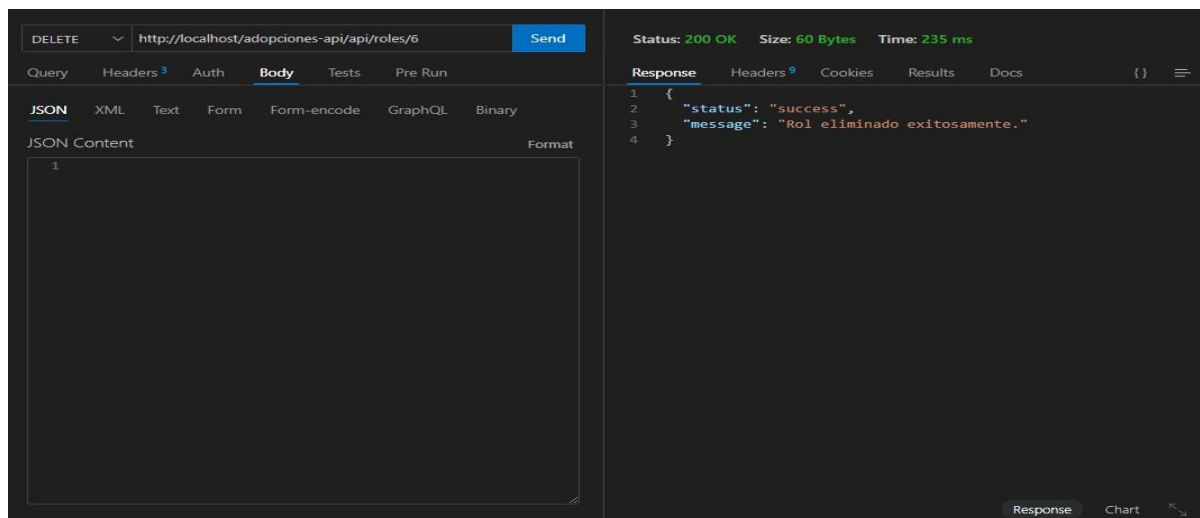 DELETE http://localhost/adopciones-api/api/roles/6 Send
Query Headers 3 Auth Body Tests Pre Run
JSON XML Text Form Form-encode GraphQL Binary
JSON Content Format
1
Status: 200 OK Size: 60 Bytes Time: 235 ms
Response Headers 9 Cookies Results Docs { }
1 {
2 "status": "success",
3 "message": "Rol eliminado exitosamente."
4 }
Response Chart